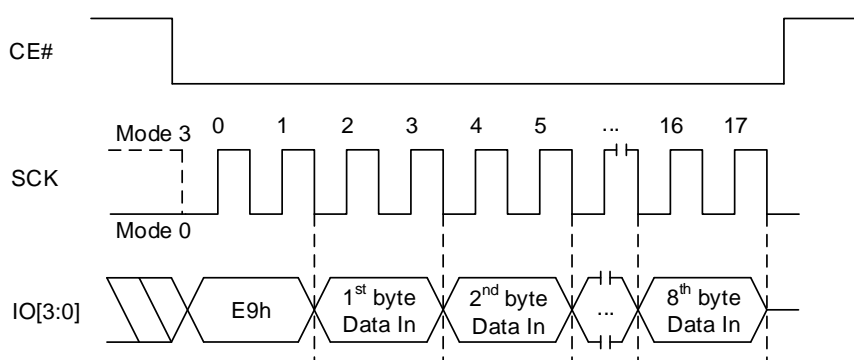 CE#
Mode 3 0 1 2 3 4 5 ... 16 17
SCK
Mode 0
IO[3:0] E9h 1st byte Data In 2nd byte Data In ... 8th byte Data In